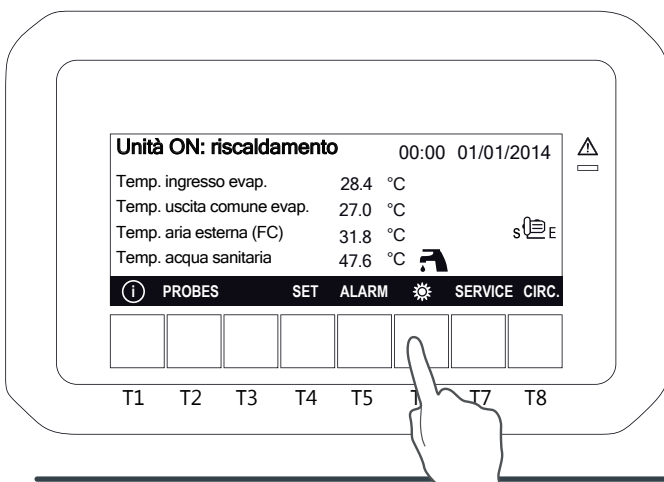 Unità ON: riscaldamento 00:00 01/01/2014
Temp. ingresso evap. 28.4 °C
Temp. uscita comune evap. 27.0 °C
Temp. aria esterna (FC) 31.8 °C
S E
Temp. acqua sanitaria 47.6 °C
i PROBES SET ALARM SERVICE CIRC.
T1 T2 T3 T4 T5 T7 T8